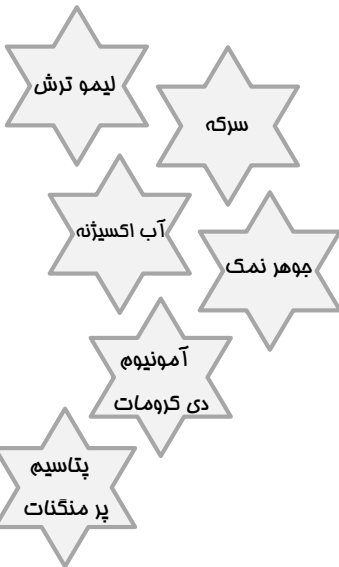 لیمو ترش
سرکه
آب اکسیژنه
جوهر نمک
آمونیوم
دی کرومات
پتاسیم
پر منگنات